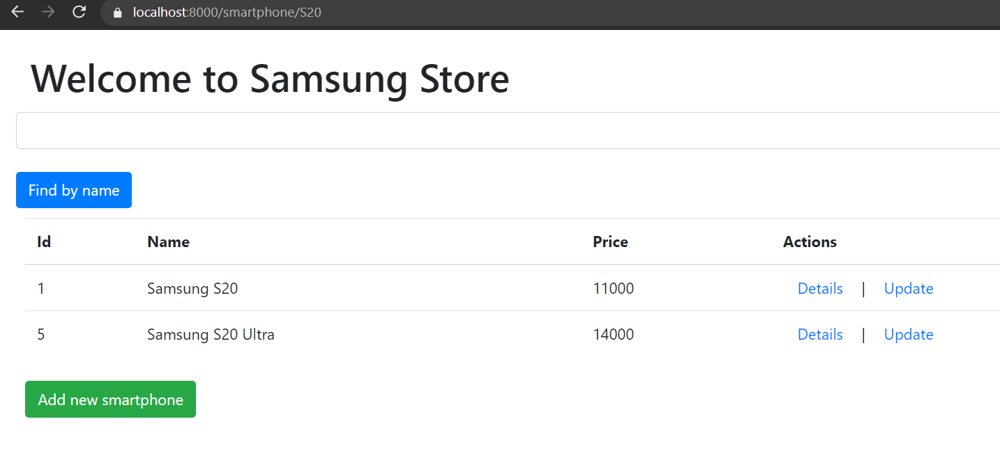 localhost:8000/smartphone/S20
Welcome to Samsung Store
Find by name
Id Name Price Actions
1 Samsung S20 11000 Details | Update
5 Samsung S20 Ultra 14000 Details | Update
Add new smartphone